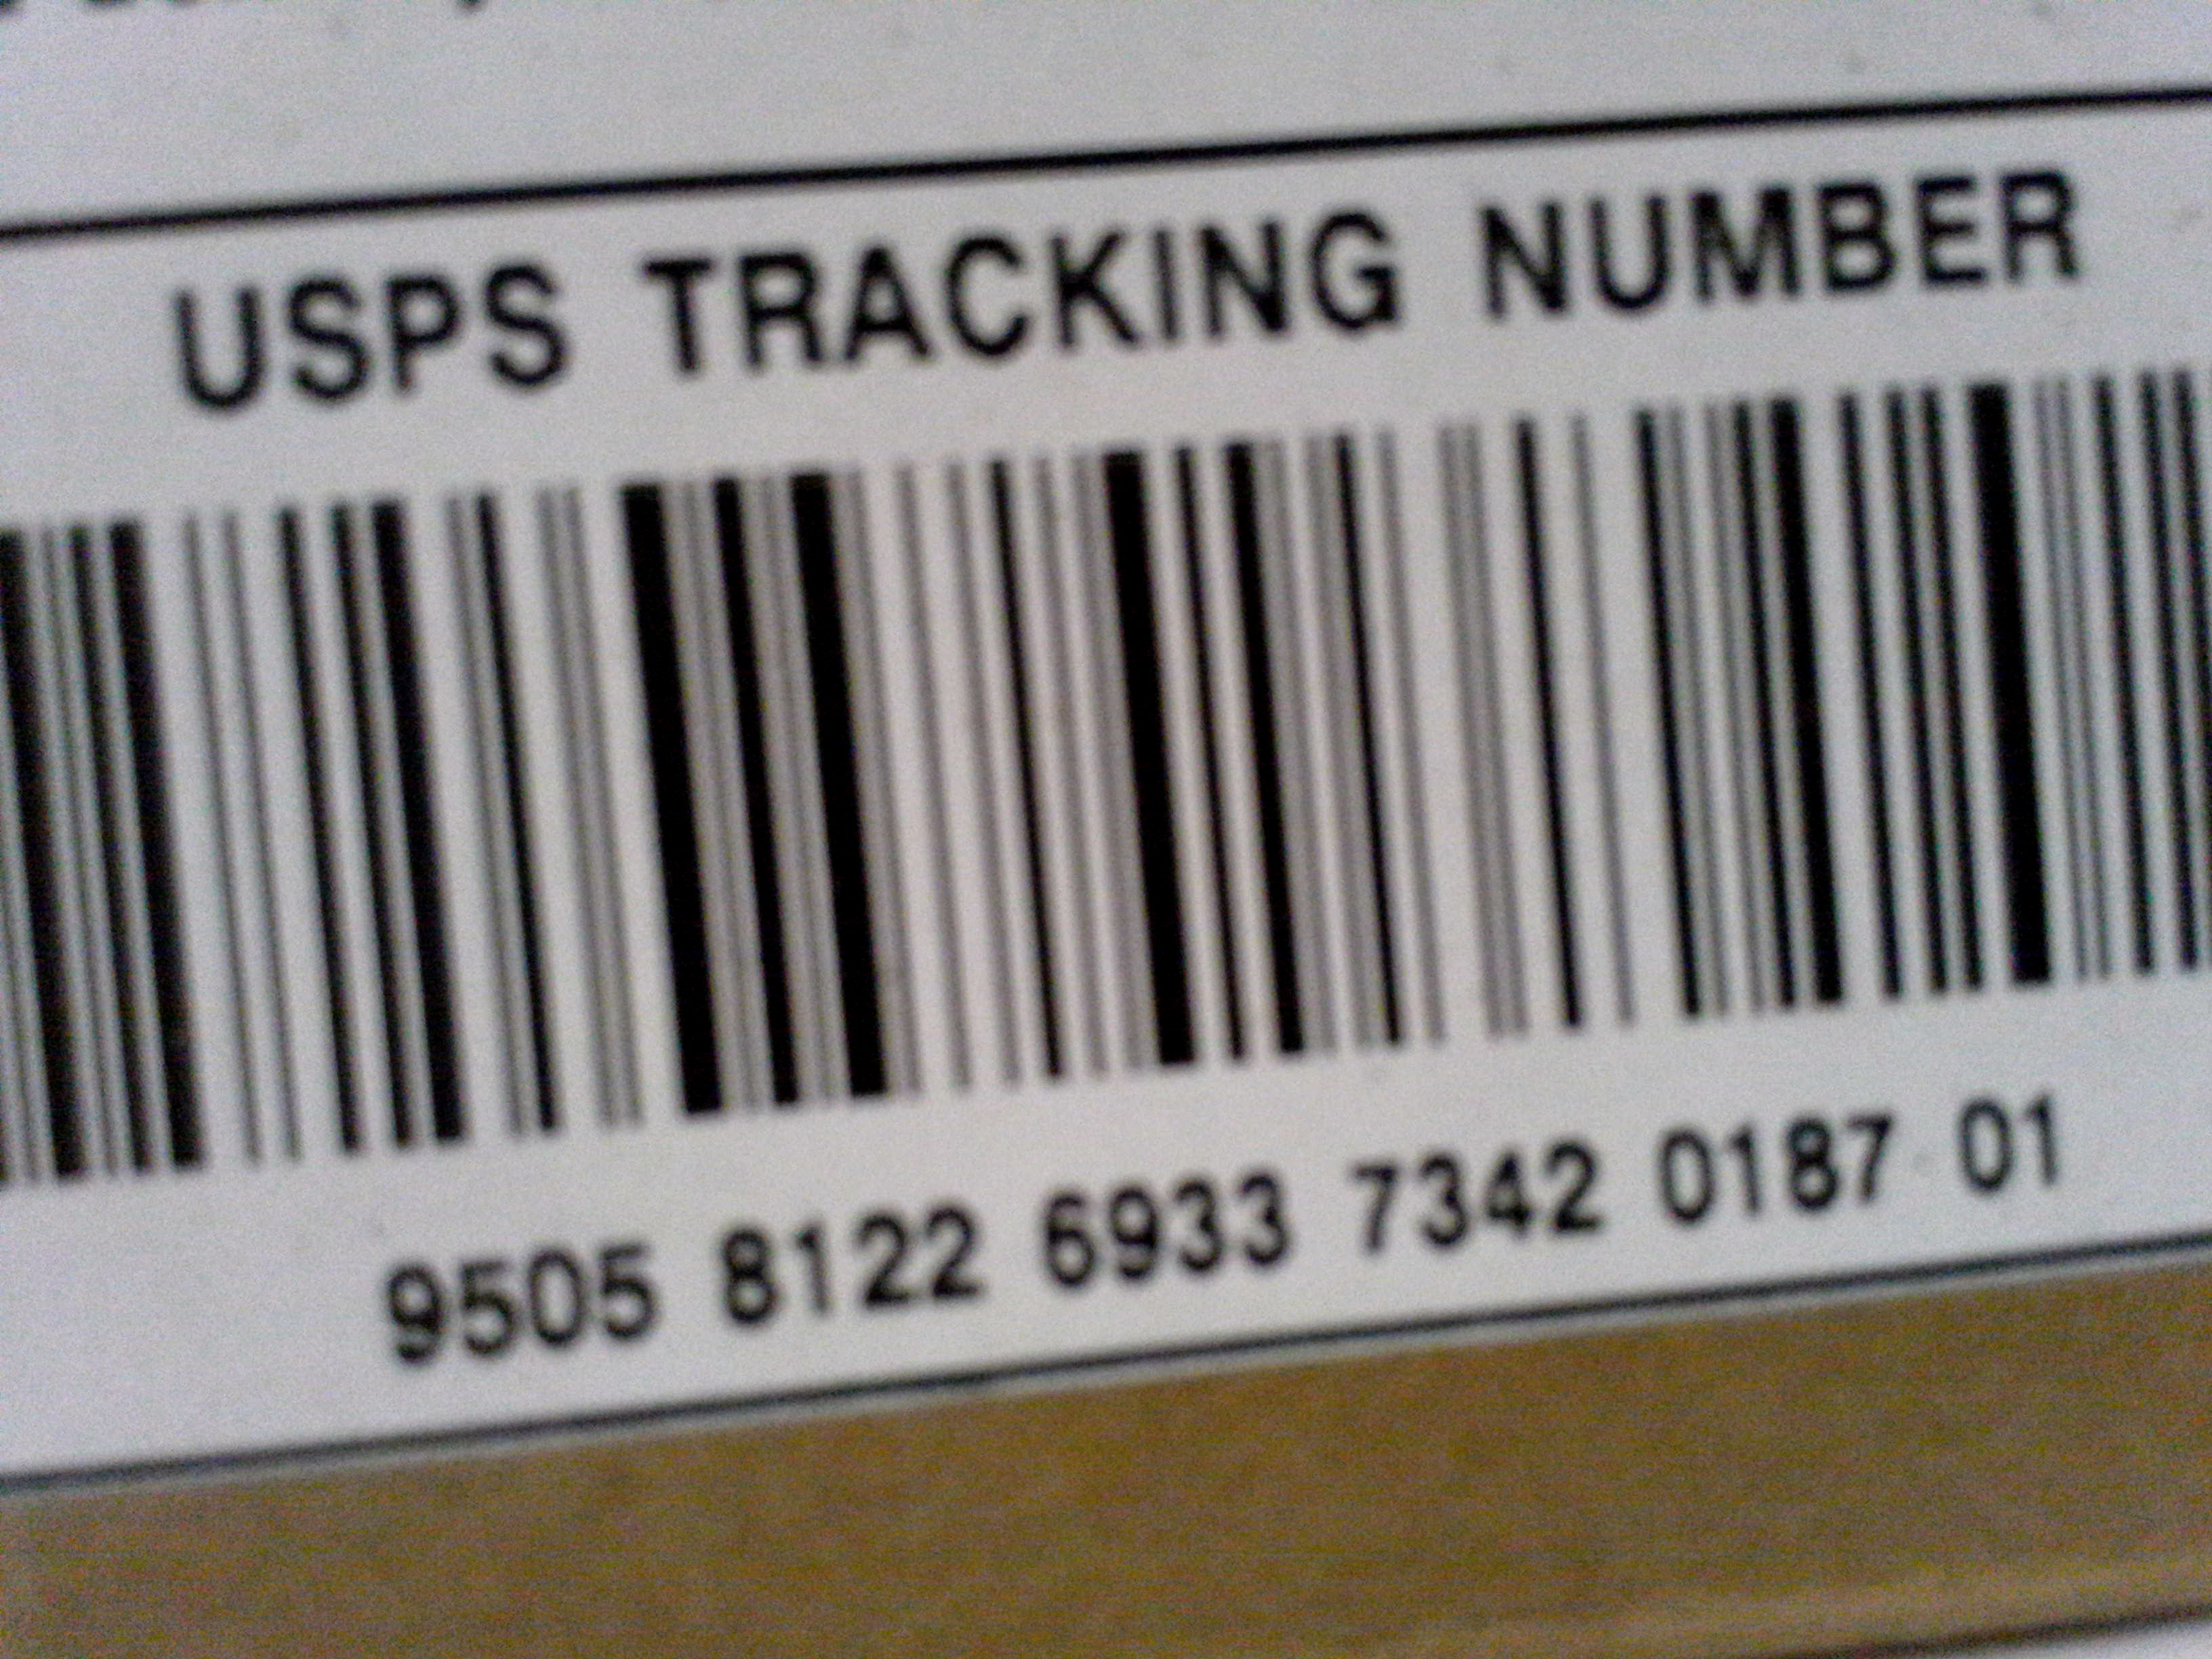 USPS TRACKING NUMBER
9505 8122 6933 7342 0187 01